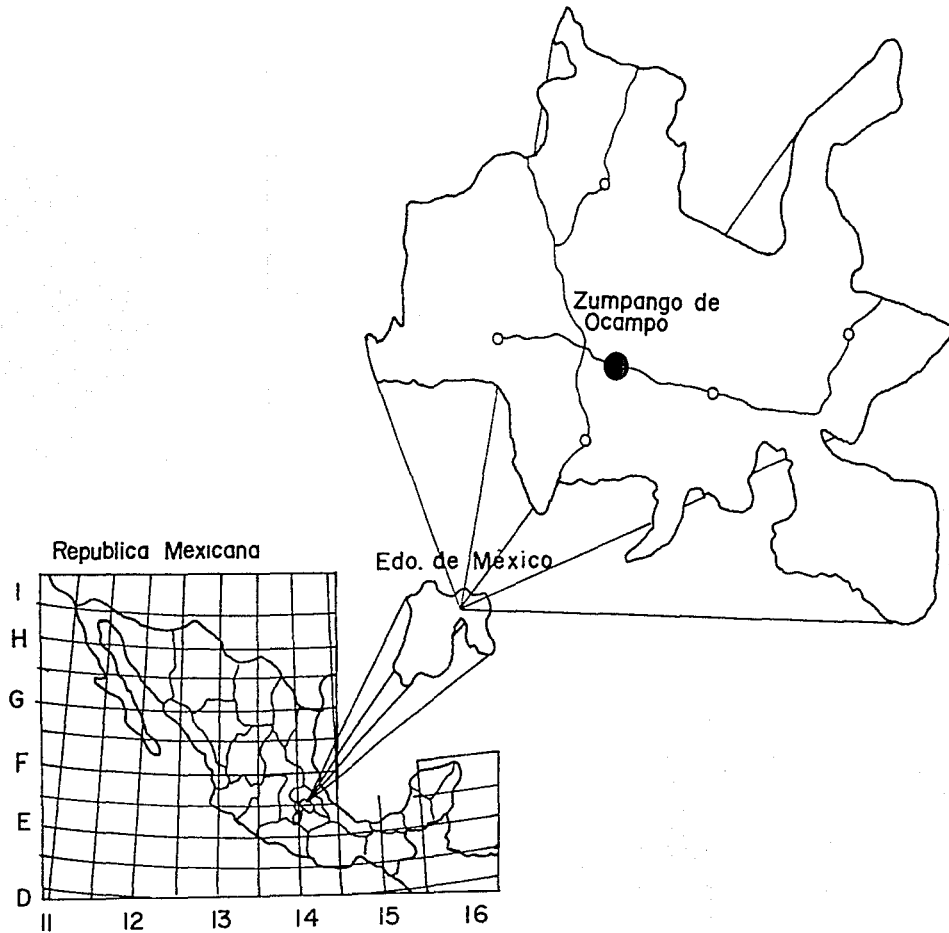 Zumpango de
Ocampo
Republica Mexicana
Edo. de México
I
H
G
F
E
D
11 12 13 14 15 16